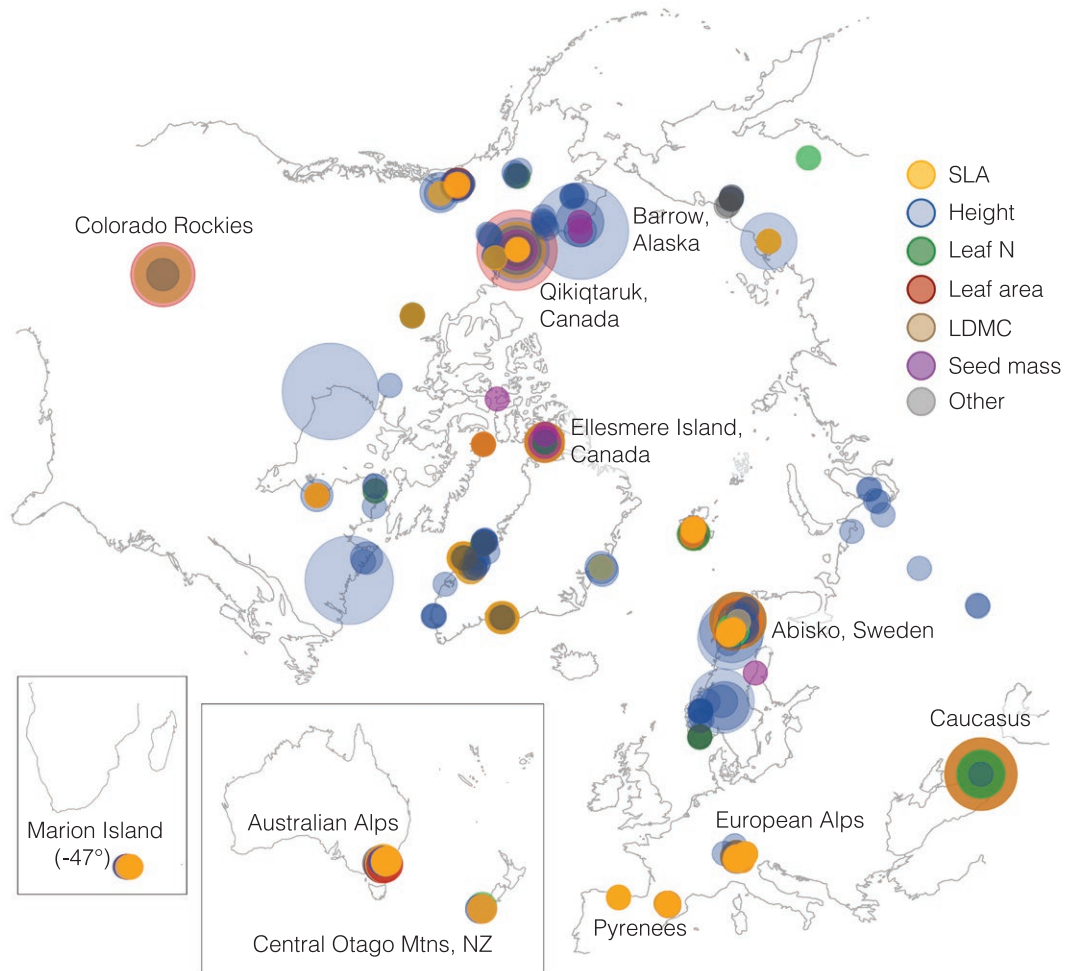 Colorado Rockies
Barrow,
Alaska
Qikiqtaruk,
Canada
SLA
Height
Leaf N
Leaf area
LDMC
Seed mass
Other
Ellesmere Island,
Canada
Abisko, Sweden
Caucasus
Marion Island
(-47°)
Australian Alps
Central Otago Mtns, NZ
European Alps
Pyrenees